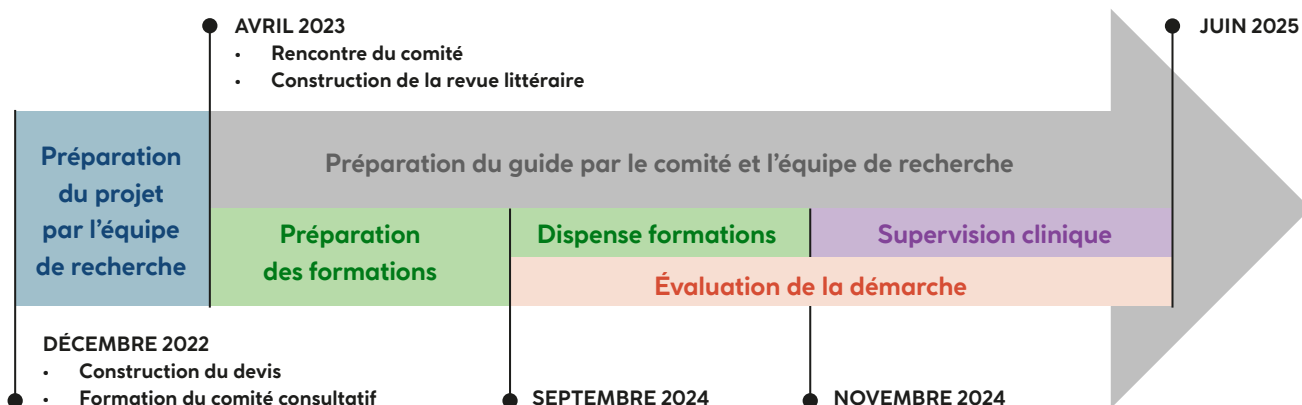 AVRIL 2023
• Rencontre du comité
• Construction de la revue littéraire
JUIN 2025
Préparation
du projet
par l'équipe
de recherche
Préparation du guide par le comité et l'équipe de recherche
Préparation
des formations
Dispense formations
Supervision clinique
Évaluation de la démarche
DÉCEMBRE 2022
• Construction du devis
• Formation du comité consultatif
SEPTEMBRE 2024
NOVEMBRE 2024